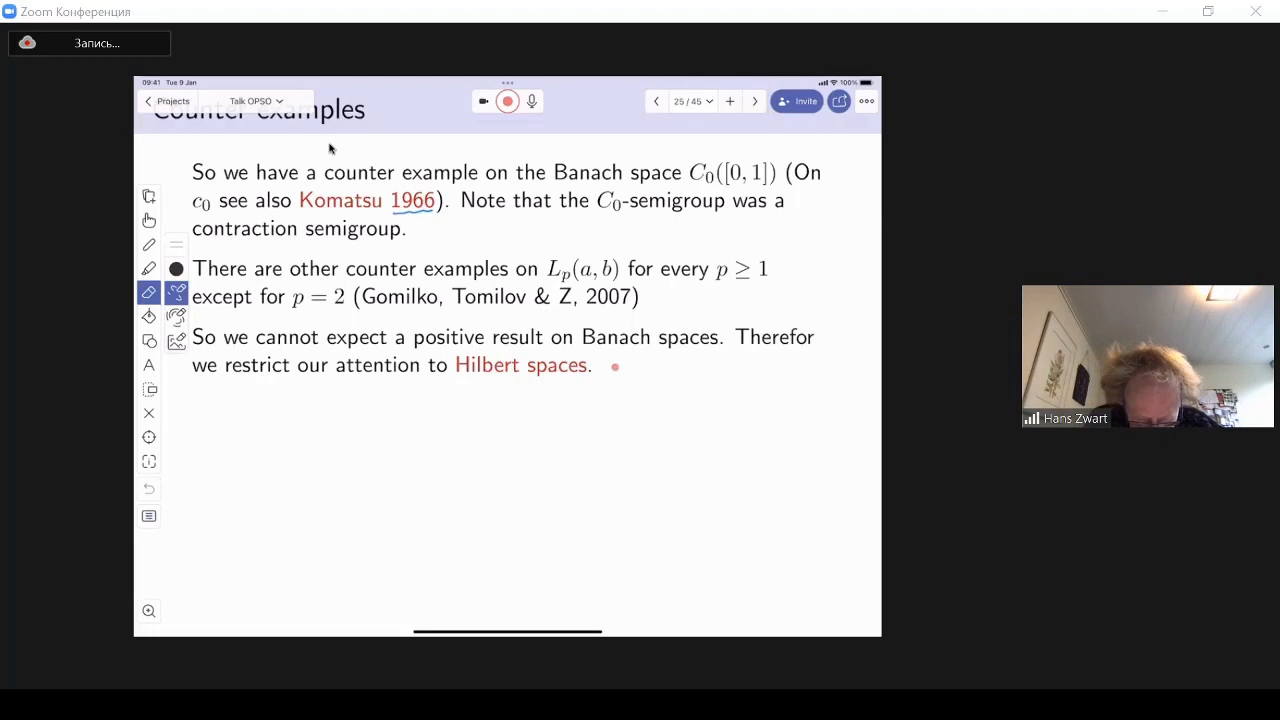 Zoom Конференция
Запись...
09:41 Tue 9 Jan
100%
Projects
Talk OPSO
25 / 45
Invite
Counter examples
So we have a counter example on the Banach space C₀([0, 1]) (On
c₀ see also Komatsu 1966). Note that the C₀-semigroup was a
contraction semigroup.
There are other counter examples on Lₚ(a, b) for every p ≥ 1
except for p = 2 (Gomilko, Tomilov & Z, 2007)
So we cannot expect a positive result on Banach spaces. Therefor
we restrict our attention to Hilbert spaces.
A
Hans Zwart